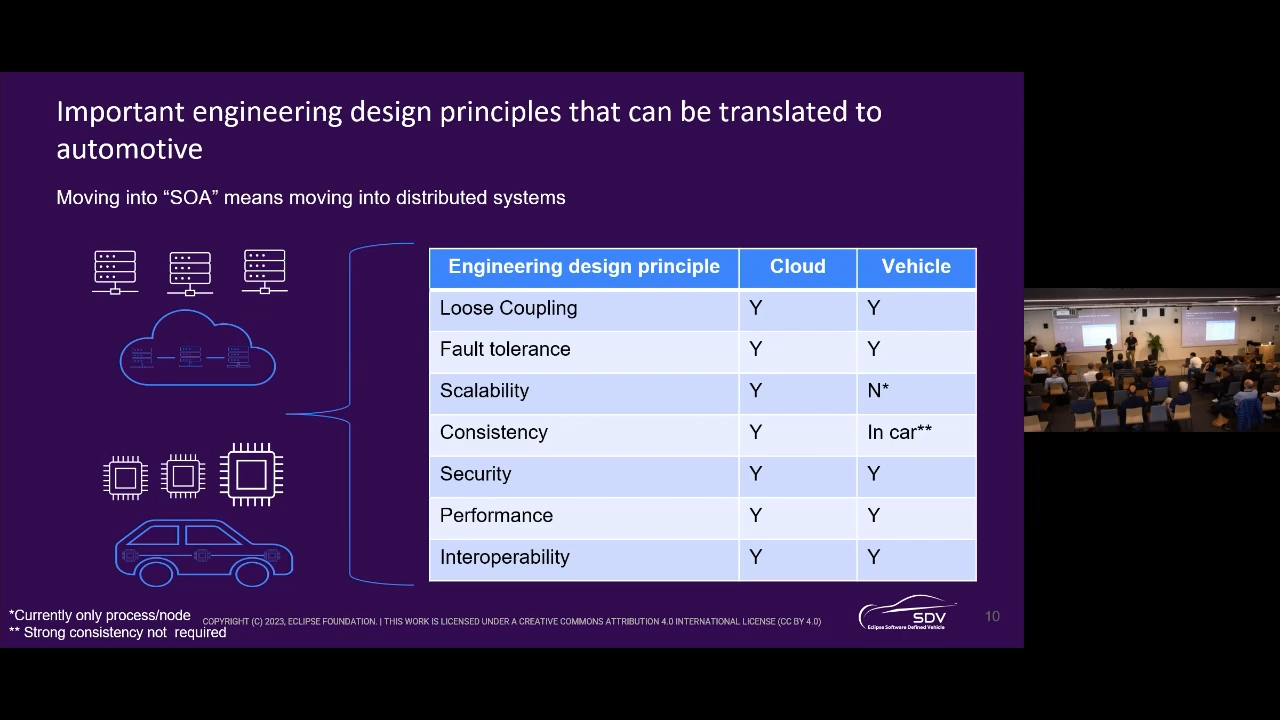 Important engineering design principles that can be translated to
automotive
Moving into “SOA” means moving into distributed systems
Engineering design principle Cloud Vehicle
Loose Coupling Y Y
Fault tolerance Y Y
Scalability Y N*
Consistency Y In car**
Security Y Y
Performance Y Y
Interoperability Y Y
*Currently only process/node
** Strong consistency not required
COPYRIGHT (C) 2023, ECLIPSE FOUNDATION. | THIS WORK IS LICENSED UNDER A CREATIVE COMMONS ATTRIBUTION 4.0 INTERNATIONAL LICENSE (CC BY 4.0)
SDV
Eclipse Software Defined Vehicle
10